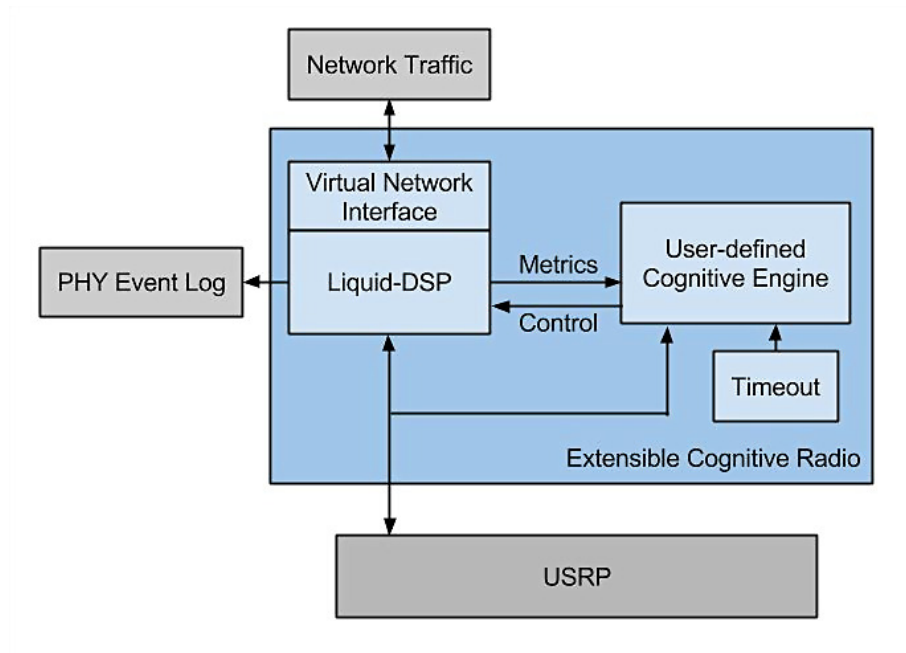 Network Traffic
Virtual Network
Interface
User-defined
Cognitive Engine
PHY Event Log
Liquid-DSP
Metrics
Control
Timeout
Extensible Cognitive Radio
USRP